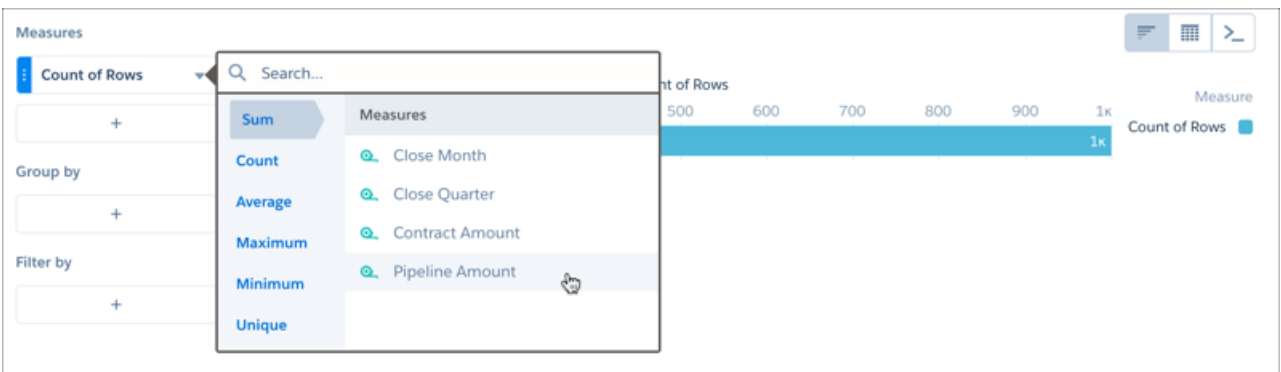 Measures
Count of Rows
+
Group by
+
Filter by
+
Search...
Sum
Count
Average
Maximum
Minimum
Unique
Measures
Close Month
Close Quarter
Contract Amount
Pipeline Amount
nt of Rows
500 600 700 800 900 1K
1K
Measure
Count of Rows